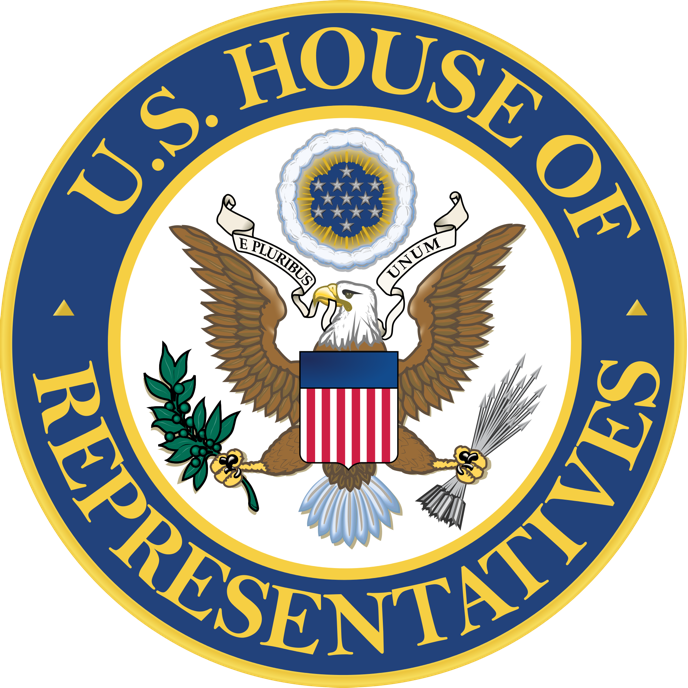 U.S. HOUSE OF
REPRESENTATIVES
E PLURIBUS
UNUM